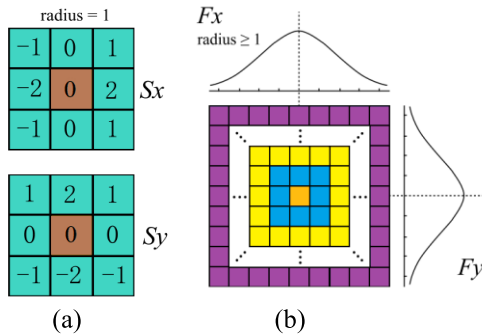 radius = 1
−1 0 1
−2 0 2
−1 0 1
Sx
1 2 1
0 0 0
−1 −2 −1
Sy
(a)
Fx
radius ≥ 1
Fy
(b)